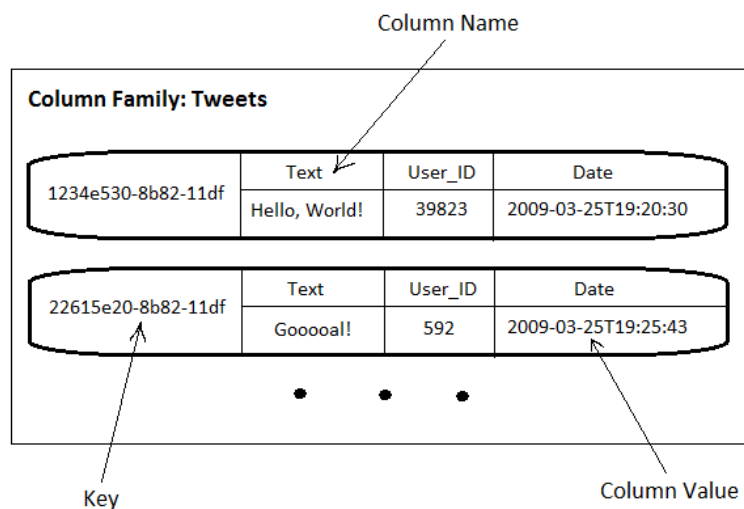 Column Name
Column Family: Tweets
1234e530-8b82-11df
Text User_ID Date
Hello, World! 39823 2009-03-25T19:20:30
22615e20-8b82-11df
Text User_ID Date
Gooooal! 592 2009-03-25T19:25:43
Key
Column Value